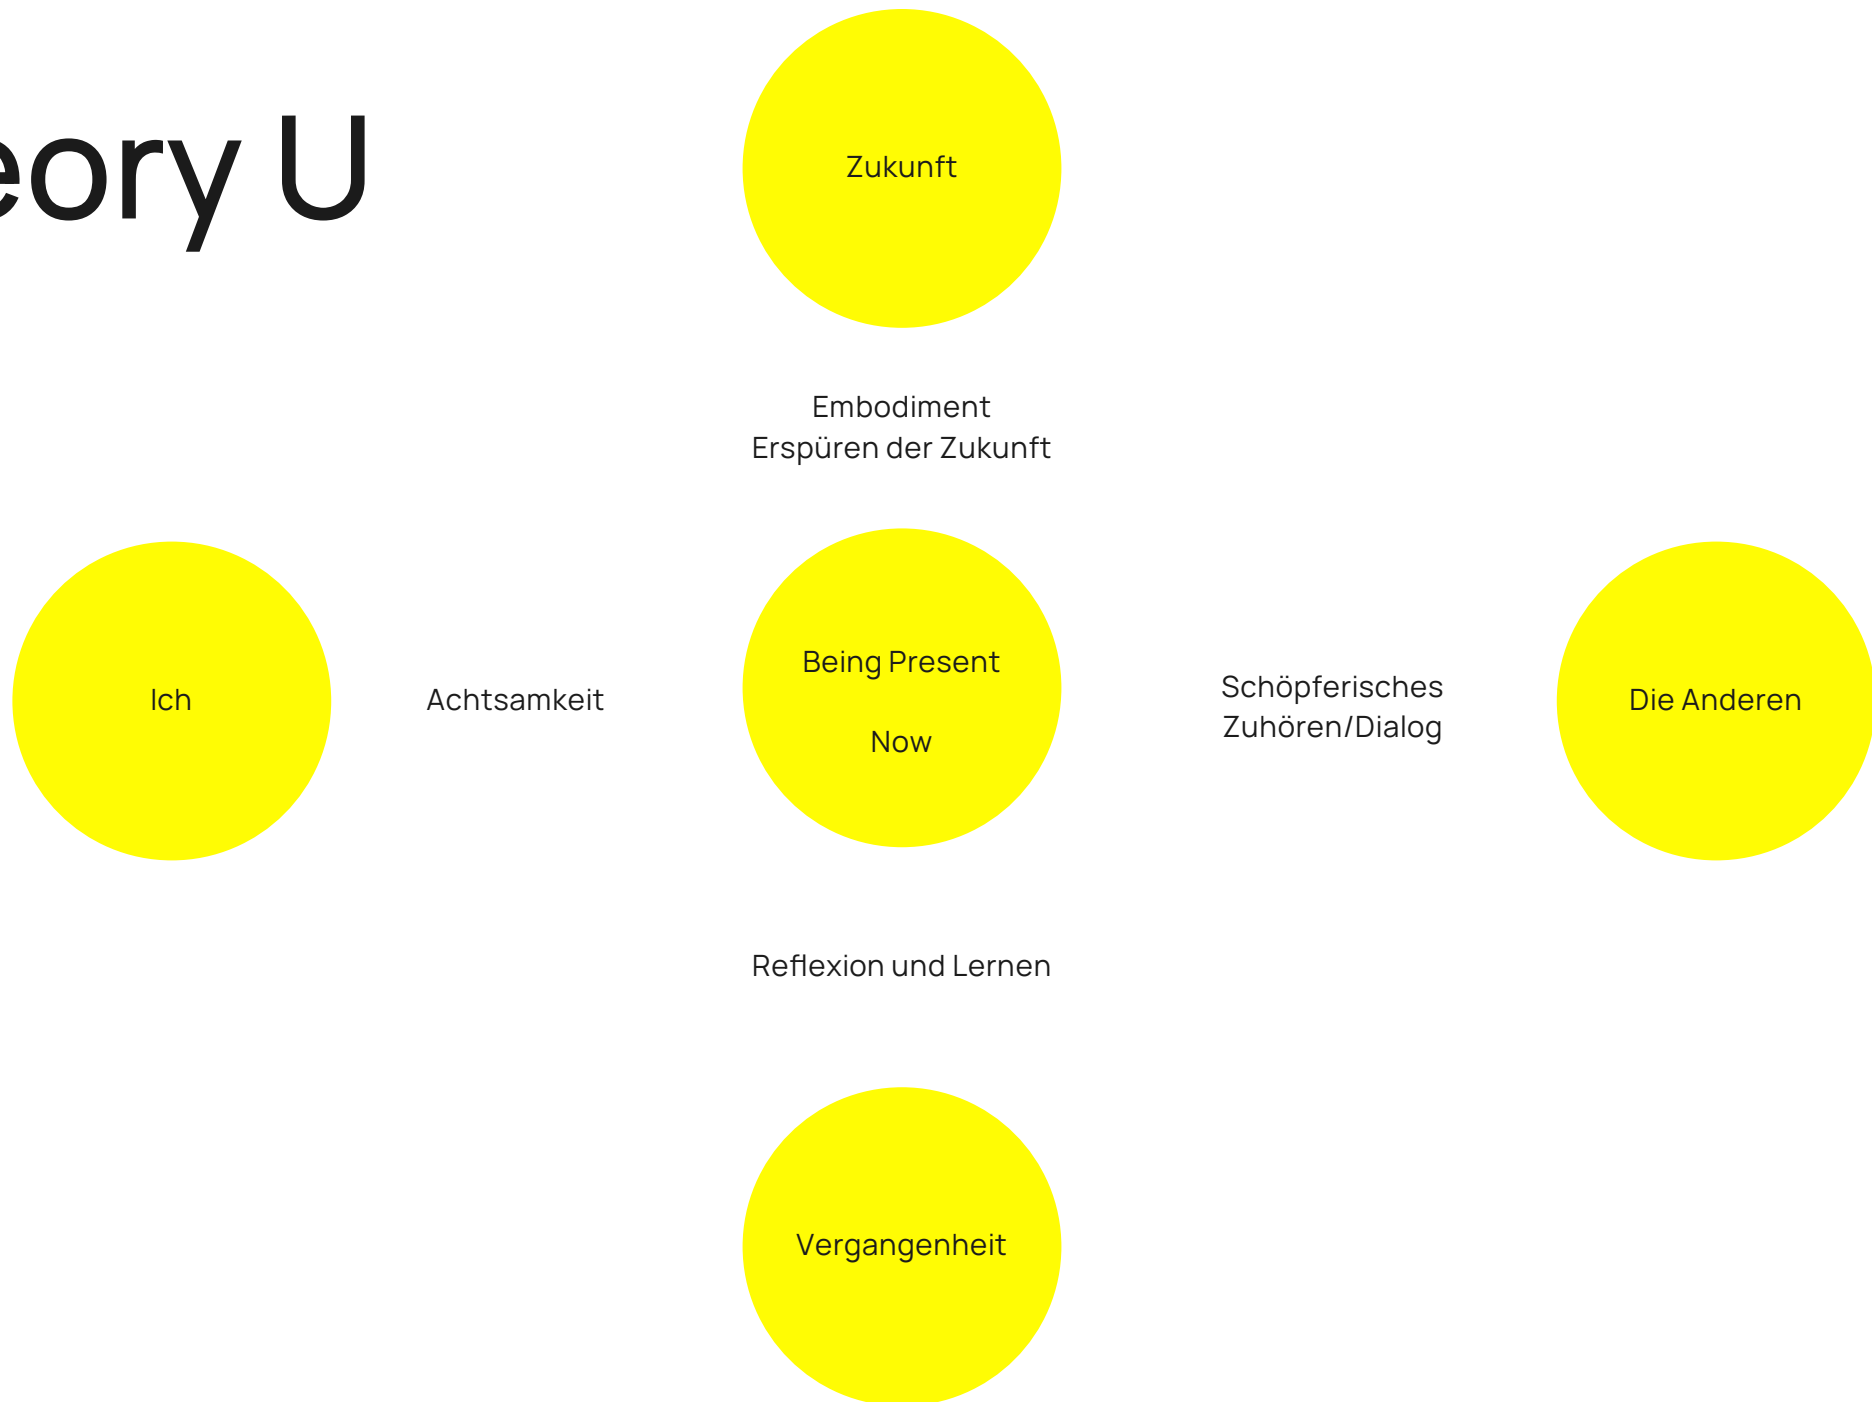 eory U
Zukunft
Embodiment
Erspüren der Zukunft
Ich
Achtsamkeit
Being Present
Now
Schöpferisches
Zuhören/Dialog
Die Anderen
Reflexion und Lernen
Vergangenheit